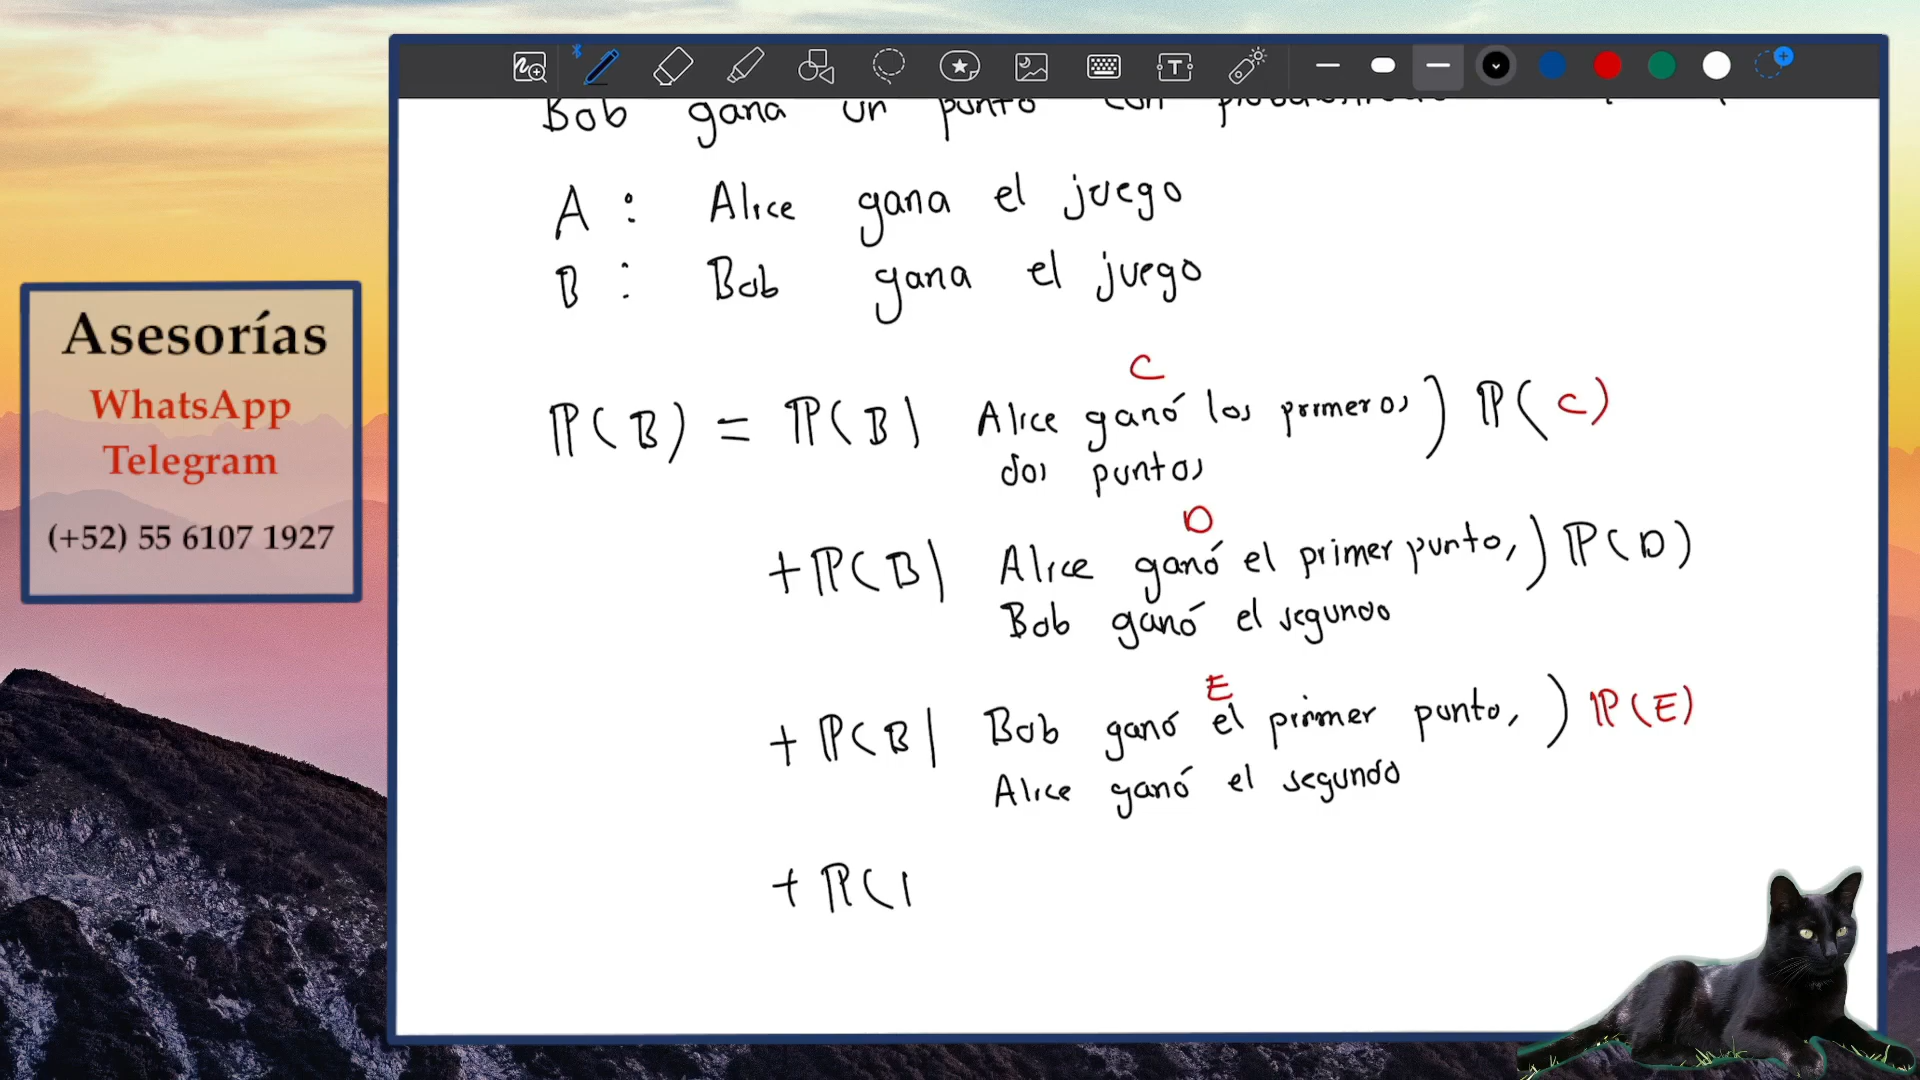 Bob gana un punto con
A : Alice gana el juego
B : Bob gana el juego
C
ℙ(B) = ℙ(B| Alice ganó los primeros) ℙ(C)
dos puntos
D
+ℙ(B| Alice ganó el primer punto,) ℙ(D)
Bob ganó el segundo
E
+ ℙ(B| Bob ganó el primer punto, ) ℙ(E)
Alice ganó el segundo
+ ℙ(
Asesorías
WhatsApp
Telegram
(+52) 55 6107 1927